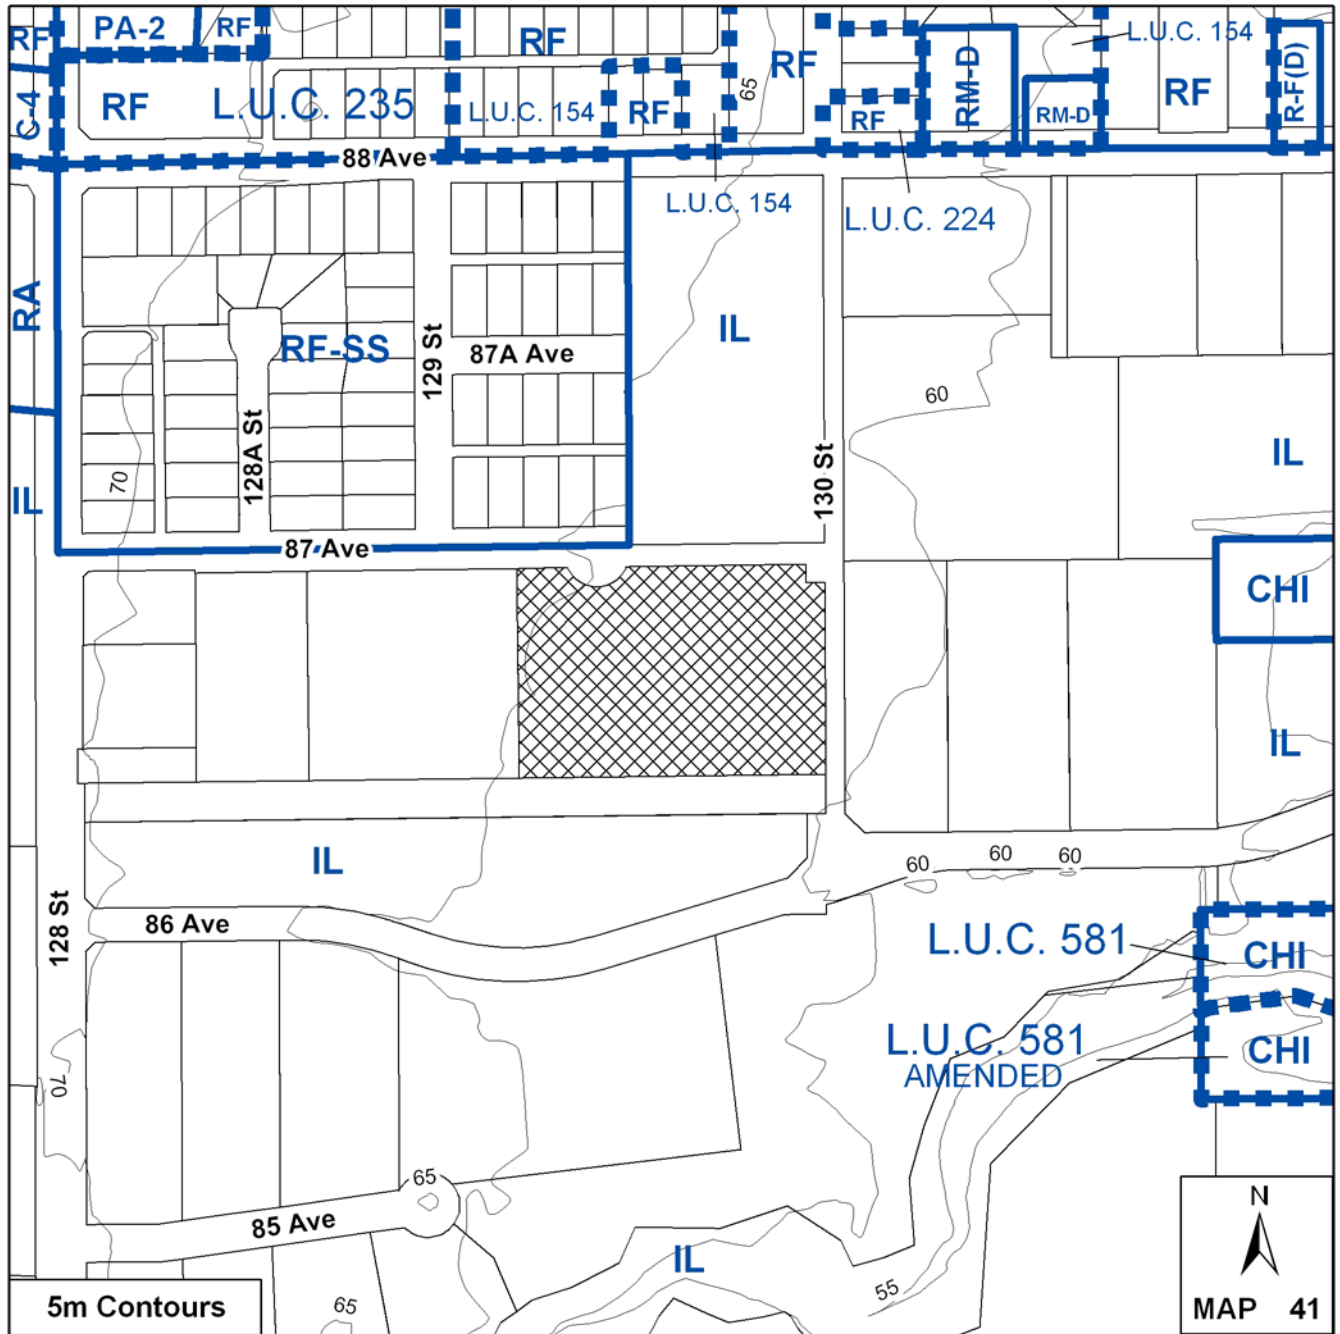 RF
PA-2
RF
RF
L.U.C. 154
RF
65
RM-D
C-4
RF
L.U.C. 235
L.U.C. 154
RF
RF
RM-D
RF
R-F(D)
88 Ave
L.U.C. 154
L.U.C. 224
RA
IL
RF-SS
129 St
87A Ave
60
128A St
70
130 St
IL
IL
87 Ave
CHI
IL
IL
60
60
60
128 St
86 Ave
L.U.C. 581
CHI
L.U.C. 581
AMENDED
CHI
70
65
85 Ave
IL
55
65
N
5m Contours
MAP 41